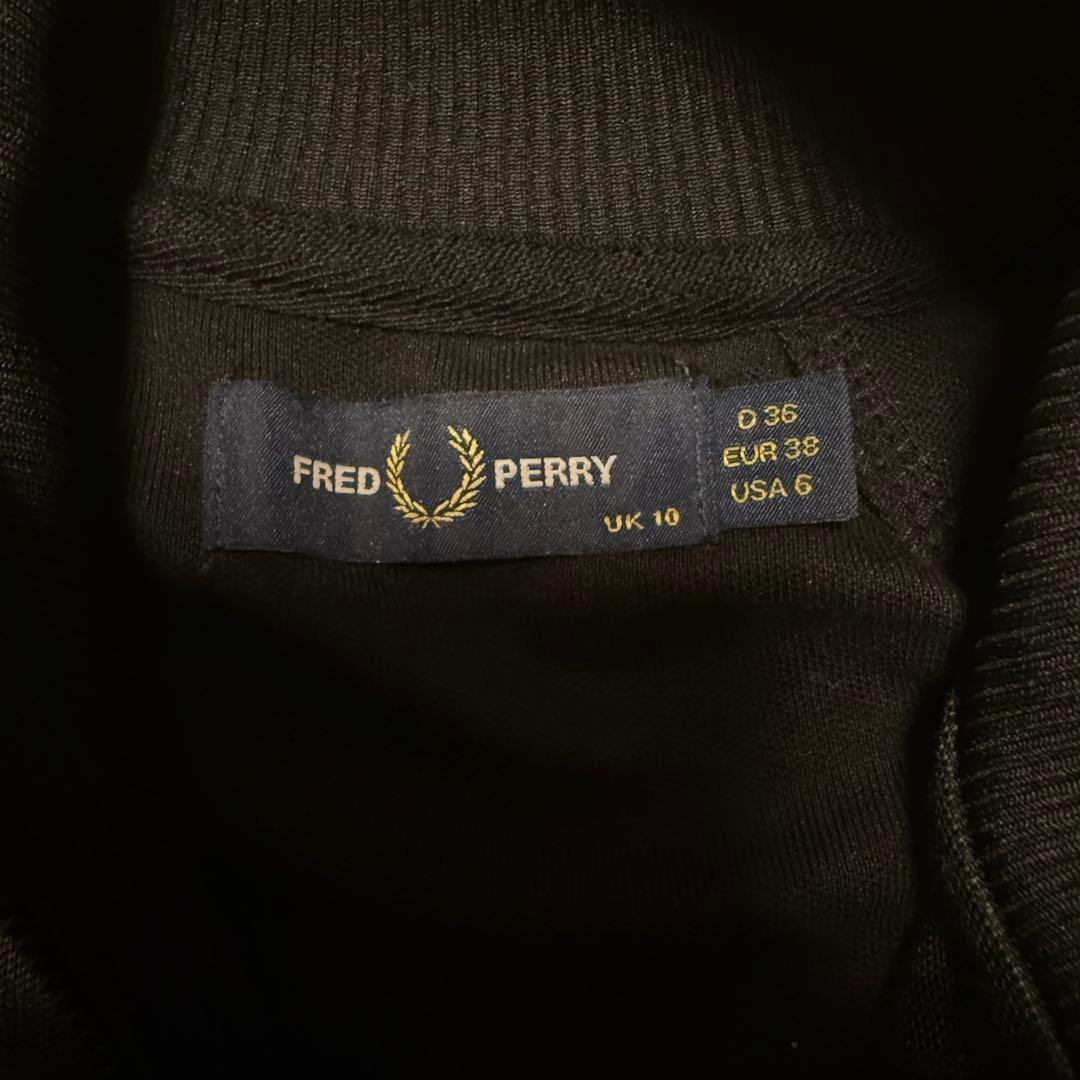 FRED PERRY
UK 10
D 36
EUR 38
USA 6